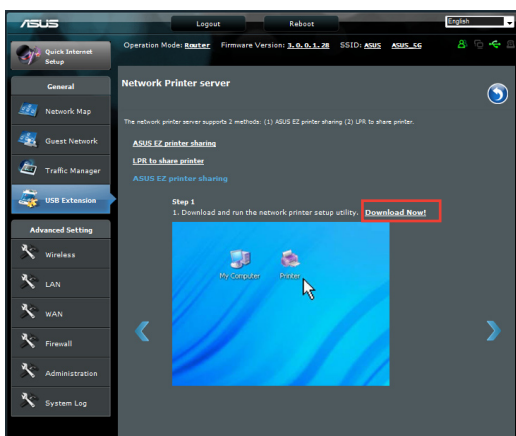 ASUS
Logout
Reboot
English
Quick Internet
Setup
Operation Mode: Router Firmware Version: 3.0.0.1.28 SSID: ASUS ASUS_5G
General
Network Map
Guest Network
Traffic Manager
USB Extension
Advanced Setting
Wireless
LAN
WAN
Firewall
Administration
System Log
Network Printer server
The network printer server supports 2 methods: (1) ASUS EZ printer sharing (2) LPR to share printer.
ASUS EZ printer sharing
LPR to share printer
ASUS EZ printer sharing
Step 1
1. Download and run the network printer setup utility. Download Now!
My Computer
Printer